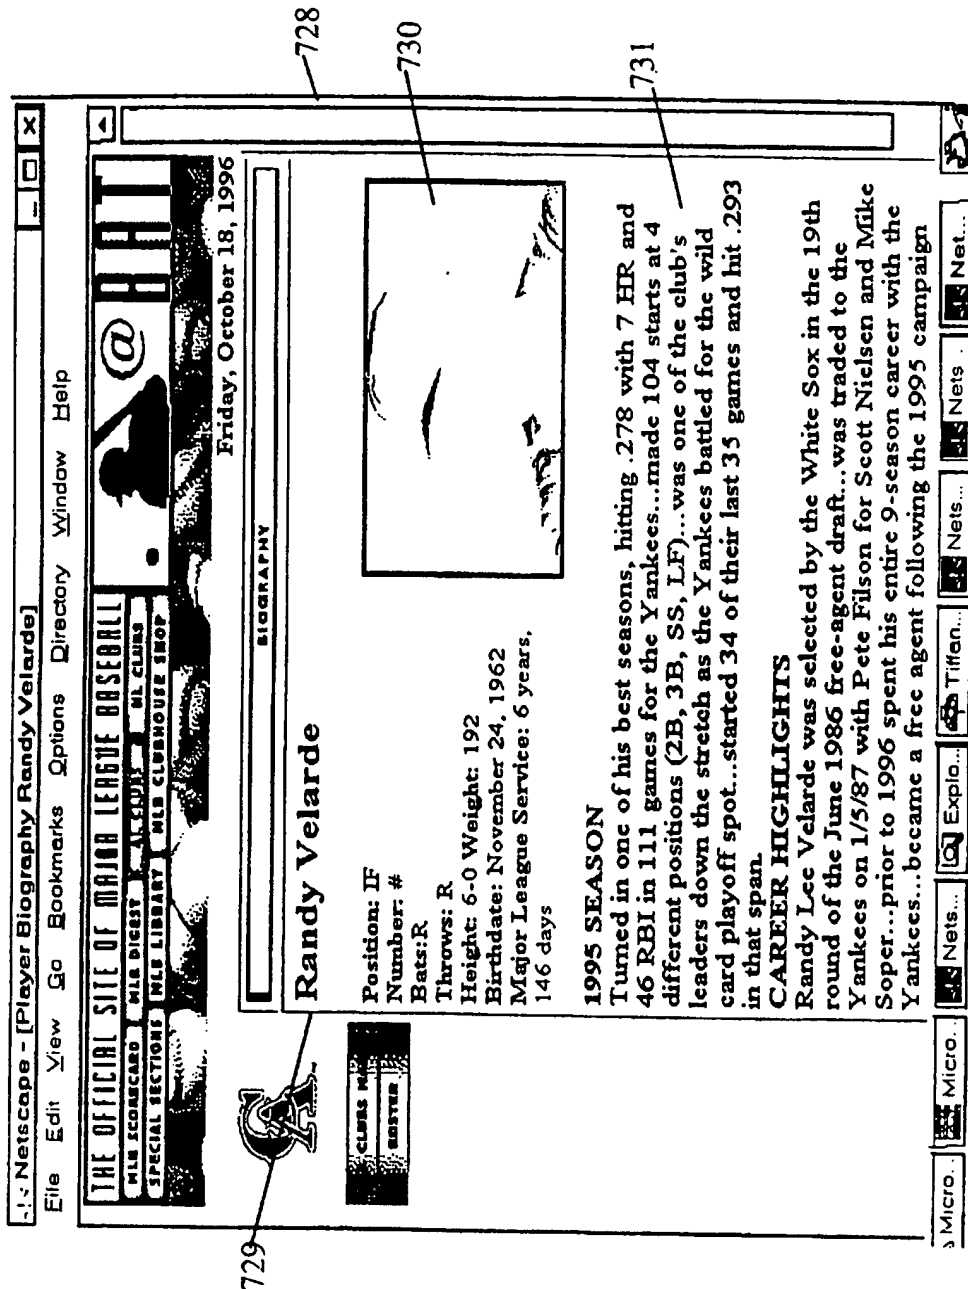 Netscape - [Player Biography Randy Velarde]
File Edit View Go Bookmarks Options Directory Window Help
THE OFFICIAL SITE OF MAJOR LEAGUE BASEBALL
@ BAT
MLB SCORECARD MLB DIGEST AL CLUBS NL CLUBS
SPECIAL SECTIONS MLB LIBRARY MLB CLUBHOUSE SHOP
Friday, October 18, 1996
BIOGRAPHY
CA
CLUBS
ROSTER
Randy Velarde
Position: IF
Number: #
Bats:R
Throws: R
Height: 6-0 Weight: 192
Birthdate: November 24, 1962
Major League Service: 6 years,
146 days
1995 SEASON
Turned in one of his best seasons, hitting .278 with 7 HR and
46 RBI in 111 games for the Yankees...made 104 starts at 4
different positions (2B, 3B, SS, LF)...was one of the club's
leaders down the stretch as the Yankees battled for the wild
card playoff spot...started 34 of their last 35 games and hit .293
in that span.
CAREER HIGHLIGHTS
Randy Lee Velarde was selected by the White Sox in the 19th
round of the June 1986 free-agent draft...was traded to the
Yankees on 1/5/87 with Pete Filson for Scott Nielsen and Mike
Soper...prior to 1996 spent his entire 9-season career with the
Yankees...became a free agent following the 1995 campaign
Micro... Micro... Nets... Explo... Tiffan... Nets... Nets... Net...
728
729
730
731